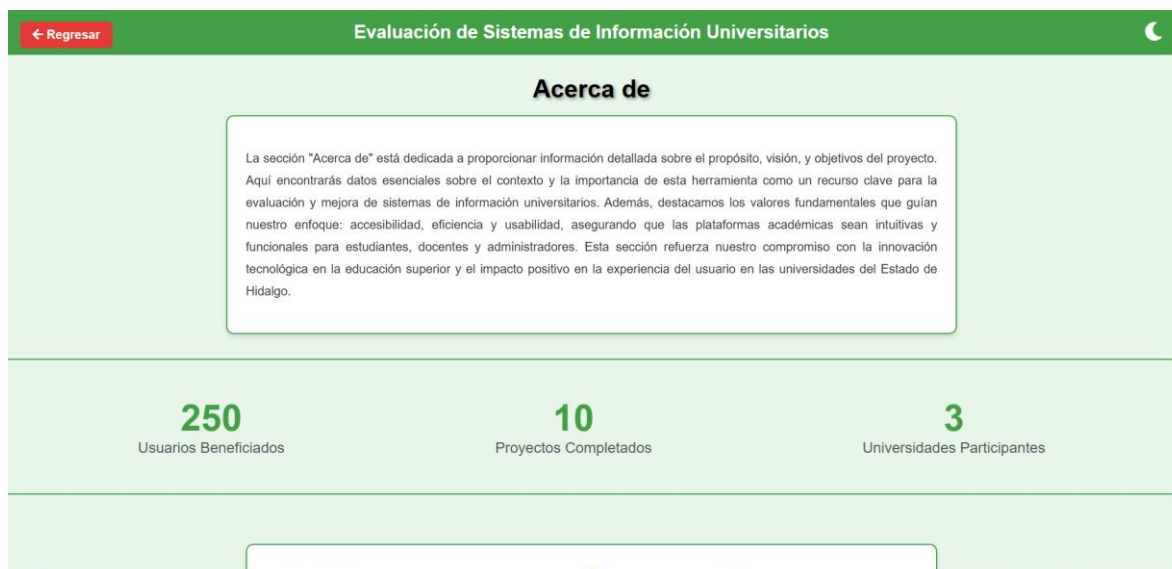 ← Regresar
Evaluación de Sistemas de Información Universitarios
Acerca de
La sección "Acerca de" está dedicada a proporcionar información detallada sobre el propósito, visión, y objetivos del proyecto.
Aquí encontrarás datos esenciales sobre el contexto y la importancia de esta herramienta como un recurso clave para la
evaluación y mejora de sistemas de información universitarios. Además, destacamos los valores fundamentales que guían
nuestro enfoque: accesibilidad, eficiencia y usabilidad, asegurando que las plataformas académicas sean intuitivas y
funcionales para estudiantes, docentes y administradores. Esta sección refuerza nuestro compromiso con la innovación
tecnológica en la educación superior y el impacto positivo en la experiencia del usuario en las universidades del Estado de
Hidalgo.
250
Usuarios Beneficiados
10
Proyectos Completados
3
Universidades Participantes